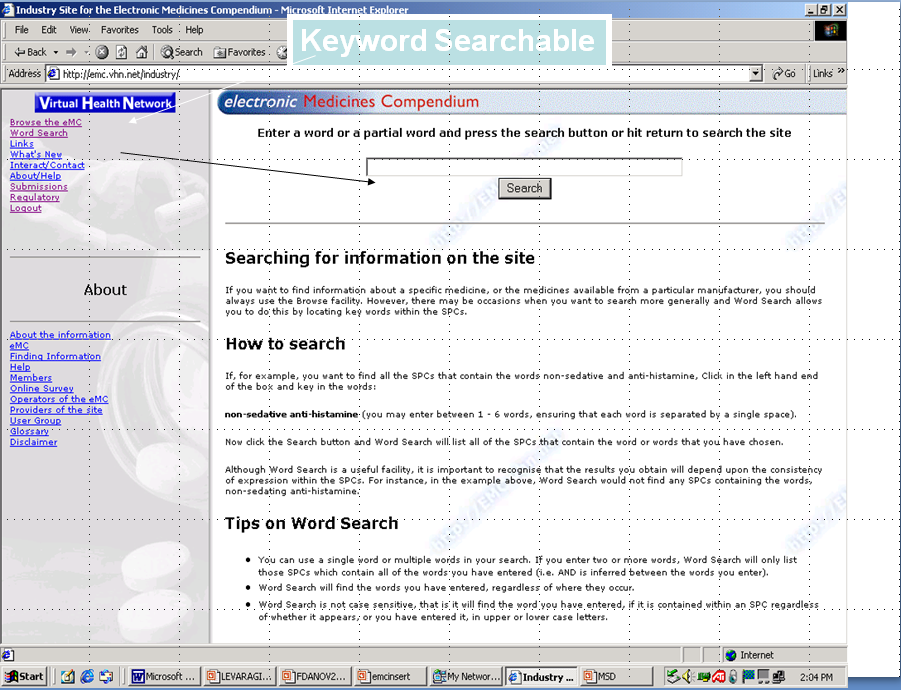 Industry Site for the Electronic Medicines Compendium - Microsoft Internet Explorer
File Edit View Favorites Tools Help
Keyword Searchable
Back Search Favorites
Address http://emc.vhn.net/industry/ Go Links »
Virtual Health Network
Browse the eMC
Word Search
Links
What's New
Interact/Contact
About/Help
Submissions
Regulatory
Logout
About
About the information
eMC
Finding Information
Help
Members
Online Survey
Operators of the eMC
Providers of the site
User Group
Glossary
Disclaimer
electronic Medicines Compendium
Enter a word or a partial word and press the search button or hit return to search the site
Search
Searching for information on the site
If you want to find information about a specific medicine, or the medicines available from a particular manufacturer, you should
always use the Browse facility. However, there may be occasions when you want to search more generally and Word Search allows
you to do this by locating key words within the SPCs.
How to search
If, for example, you want to find all the SPCs that contain the words non-sedative and anti-histamine, Click in the left hand end
of the box and key in the words:
non-sedative anti-histamine (you may enter between 1 - 6 words, ensuring that each word is separated by a single space).
Now click the Search button and Word Search will list all of the SPCs that contain the word or words that you have chosen.
Although Word Search is a useful facility, it is important to recognise that the results you obtain will depend upon the consistency
of expression within the SPCs. For instance, in the example above, Word Search would not find any SPCs containing the words,
non-sedating anti-histamine.
Tips on Word Search
• You can use a single word or multiple words in your search. If you enter two or more words, Word Search will only list
those SPCs which contain all of the words you have entered (i.e. AND is inferred between the words you enter).
• Word Search will find the words you have entered, regardless of where they occur.
• Word Search is not case sensitive, that is it will find the word you have entered, if it is contained within an SPC regardless
of whether it appears, or you have entered it, in upper or lower case letters.
Internet
Start Microsoft ... LEVARAGI... FDANOV2... emcinsert My Networ... Industry ... MSD 2:04 PM